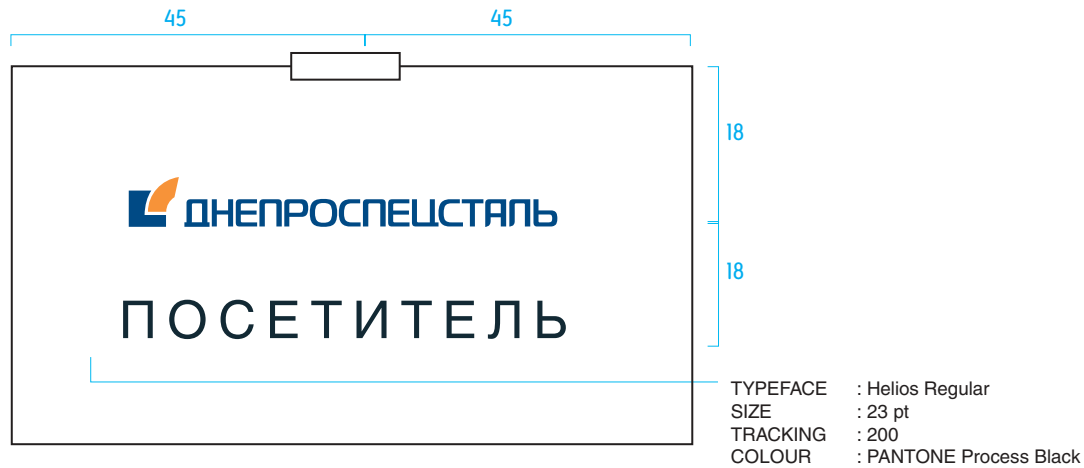 45 45
18
ДНЕПРОСПЕЦСТАЛЬ
18
ПОСЕТИТЕЛЬ
TYPEFACE : Helios Regular
SIZE : 23 pt
TRACKING : 200
COLOUR : PANTONE Process Black